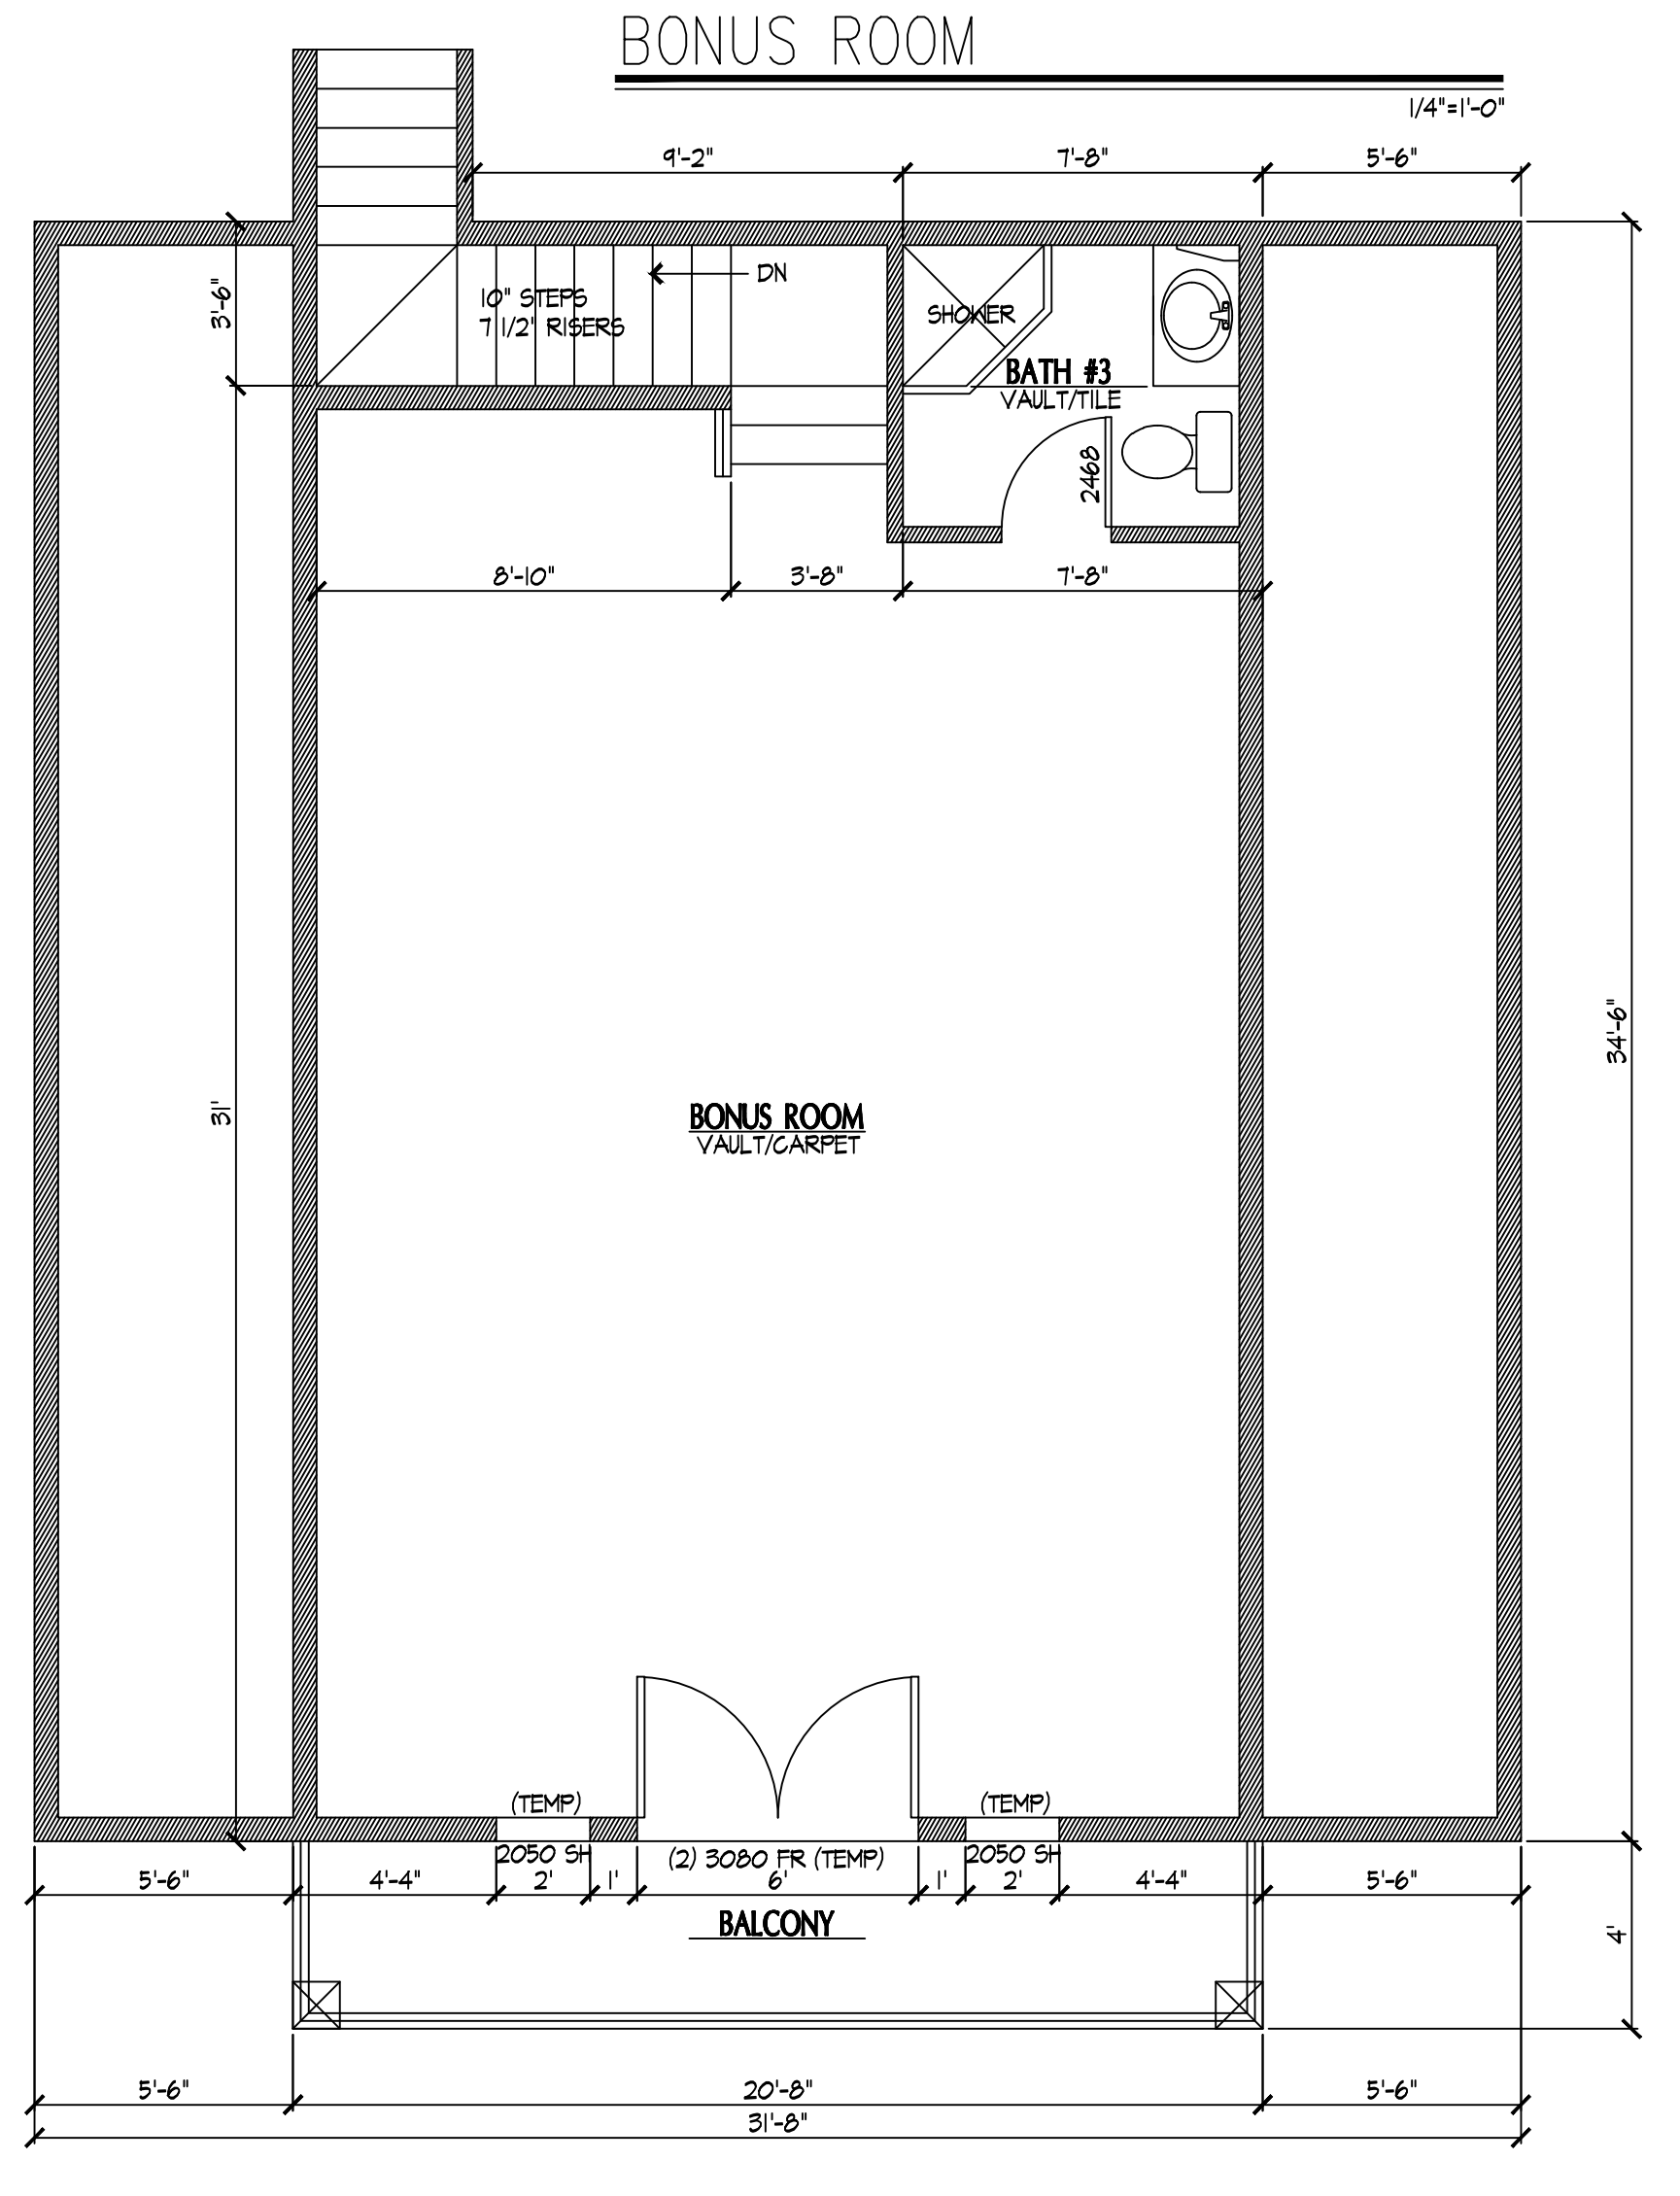 BONUS ROOM
1/4"=1'-0"
9'-2"
7'-8"
5'-6"
3'-6"
DN
10" STEPS
7 1/2" RISERS
SHOWER
BATH #3
VAULT/TILE
2468
8'-10"
3'-8"
7'-8"
34'-6"
31'
BONUS ROOM
VAULT/CARPET
(TEMP)
(TEMP)
2050 SH
(2) 3080 FR (TEMP)
2050 SH
5'-6"
4'-4"
2'
1'
6'
1'
2'
4'-4"
5'-6"
BALCONY
4'
5'-6"
20'-8"
5'-6"
31'-8"